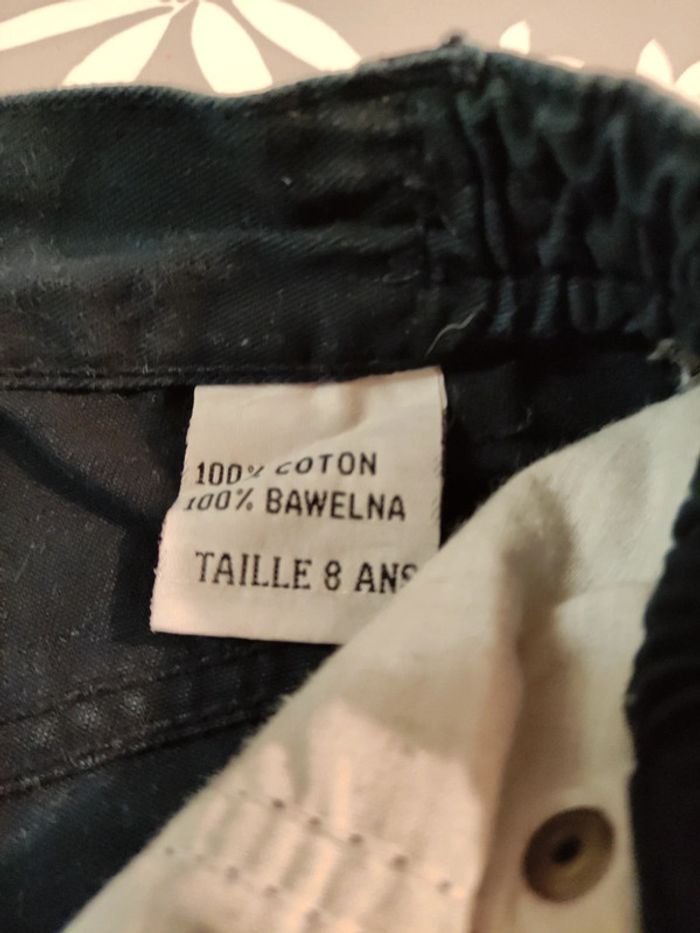 100% COTON
100% BAWELNA
TAILLE 8 ANS